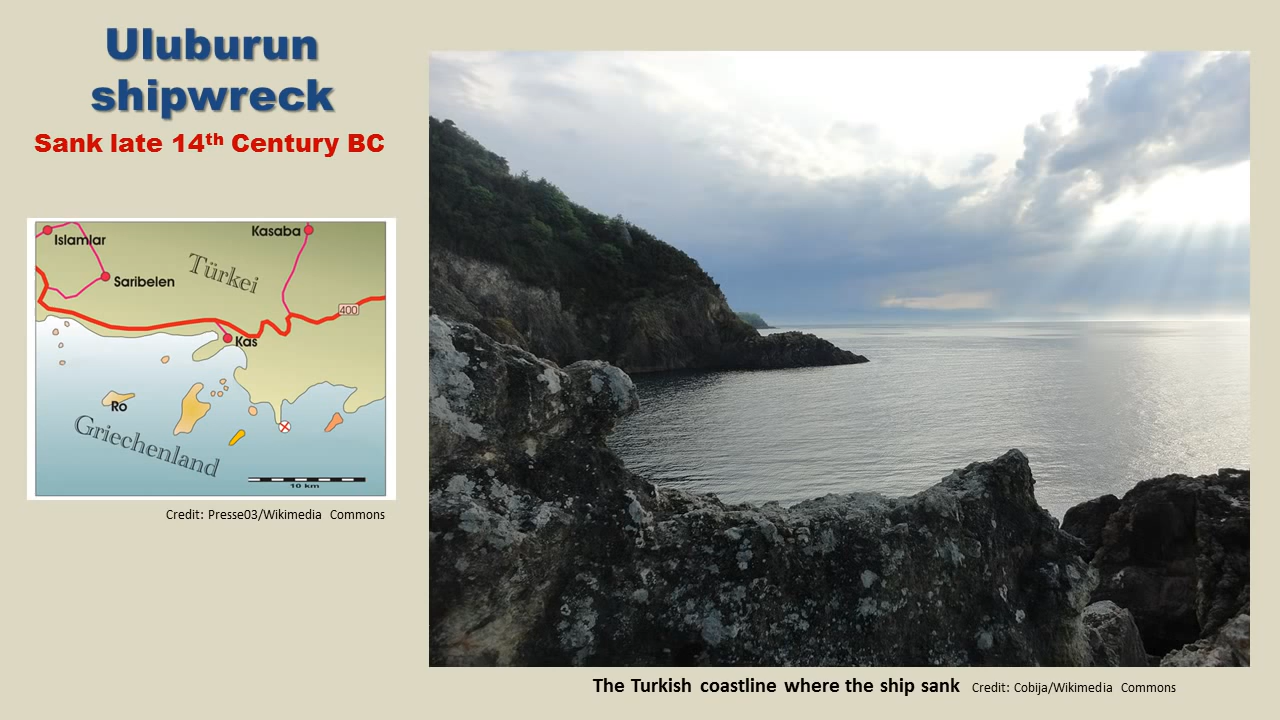 Uluburun
shipwreck
Sank late 14th Century BC
Islamlar
Kasaba
Saribelen
Türkei
400
Kas
Ro
Griechenland
10 km
Credit: Presse03/Wikimedia Commons
The Turkish coastline where the ship sank Credit: Cobija/Wikimedia Commons